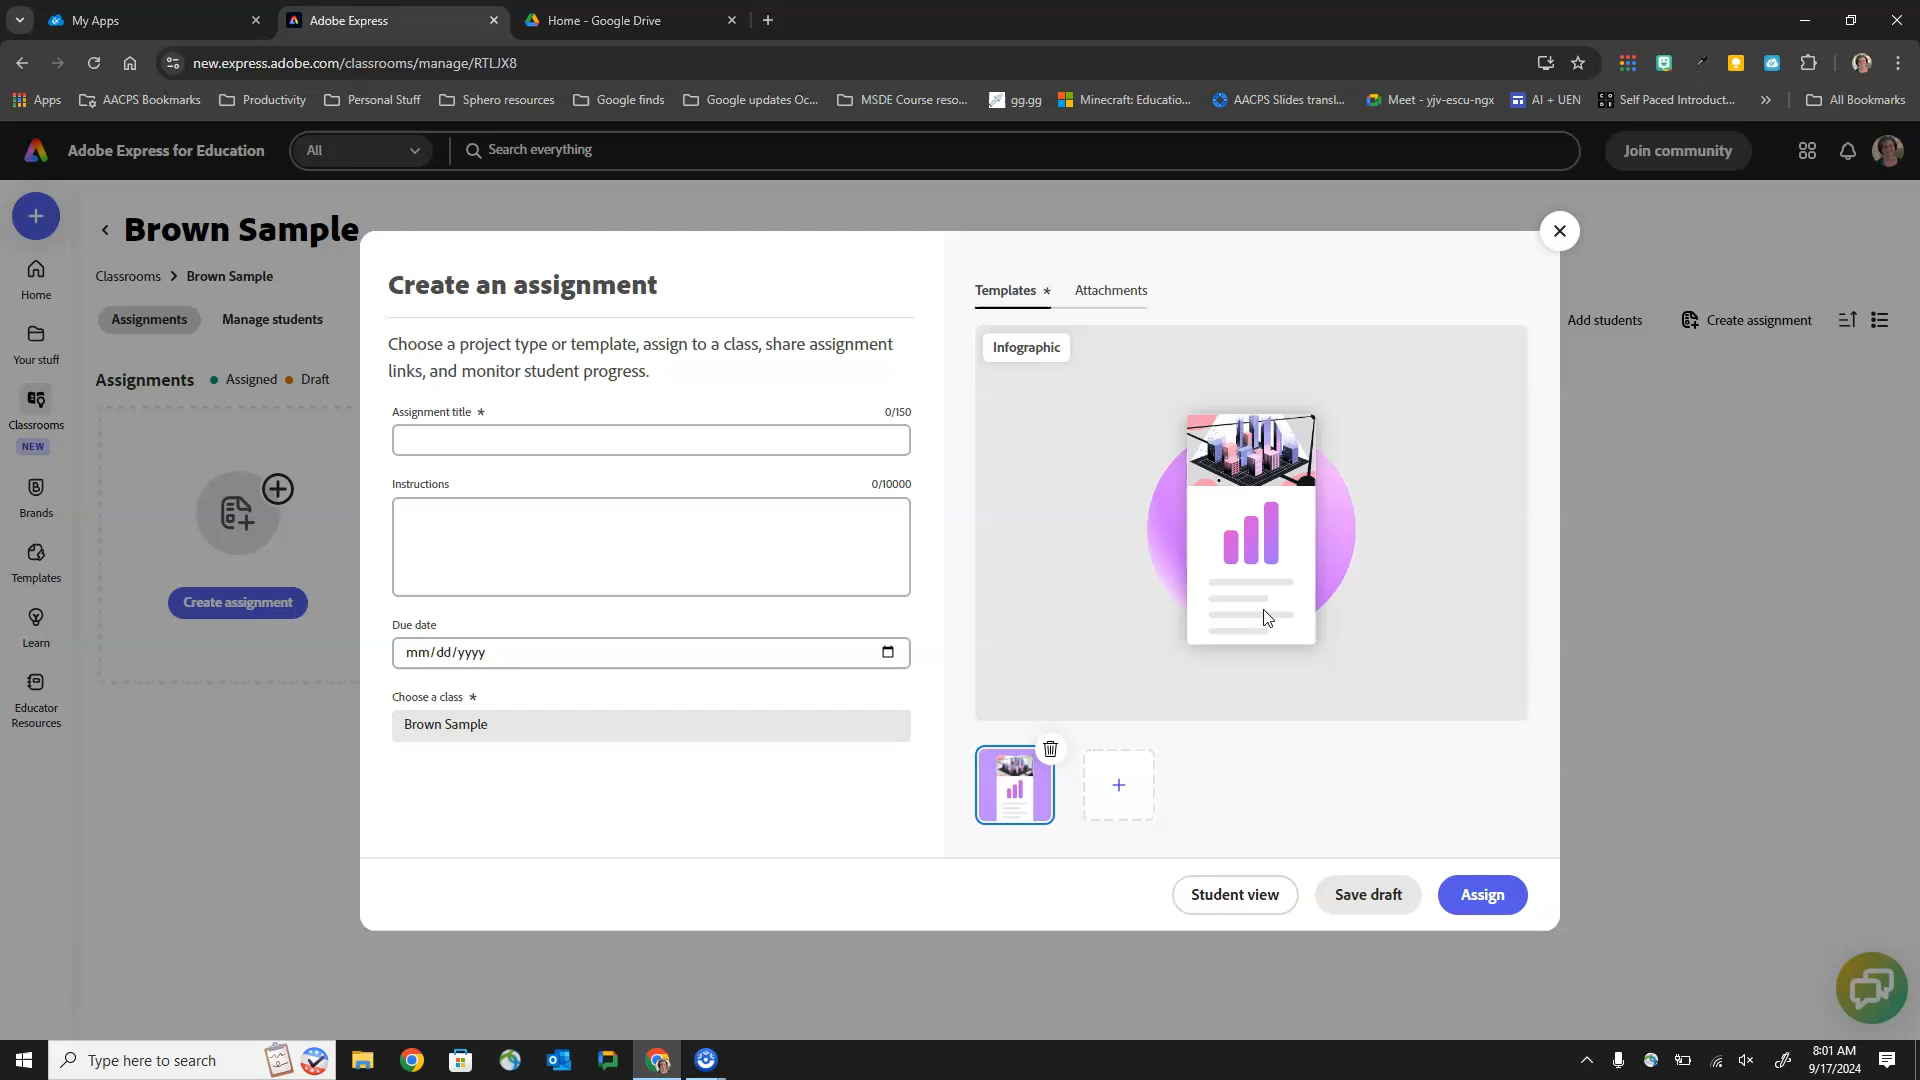 My Apps
Adobe Express
Home - Google Drive
new.express.adobe.com/classrooms/manage/RTLJX8
Apps
AACPS Bookmarks
Productivity
Personal Stuff
Sphero resources
Google finds
Google updates Oc...
MSDE Course reso...
gg.gg
Minecraft: Educatio...
AACPS Slides transl...
Meet - yjv-escu-ngx
AI + UEN
Self Paced Introduct...
»
All Bookmarks
Adobe Express for Education
All
Search everything
Join community
Brown Sample
Classrooms > Brown Sample
Assignments
Manage students
Add students
Create assignment
Assignments
Assigned
Draft
Create assignment
Home
Your stuff
Classrooms
NEW
Brands
Templates
Learn
Educator
Resources
Create an assignment
Choose a project type or template, assign to a class, share assignment
links, and monitor student progress.
Assignment title *
0/150
Instructions
0/10000
Due date
mm/dd/yyyy
Choose a class *
Brown Sample
Templates *
Attachments
Infographic
Student view
Save draft
Assign
Type here to search
8:01 AM
9/17/2024